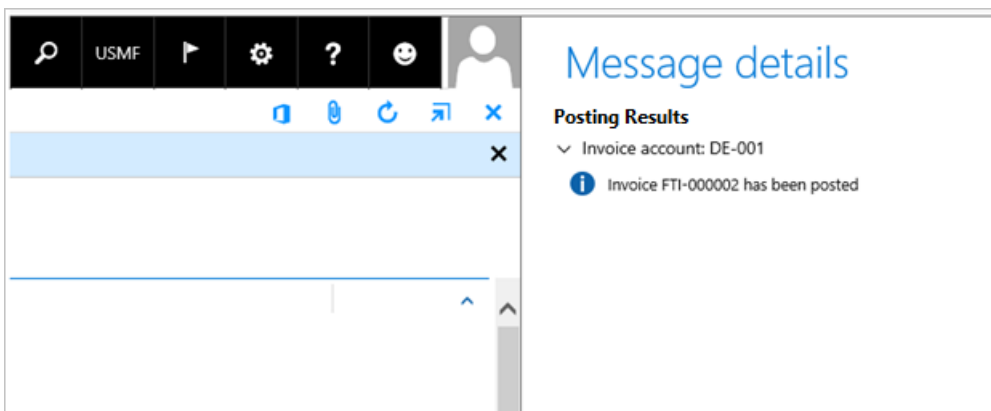 USMF
?
Message details
Posting Results
Invoice account: DE-001
Invoice FTI-000002 has been posted